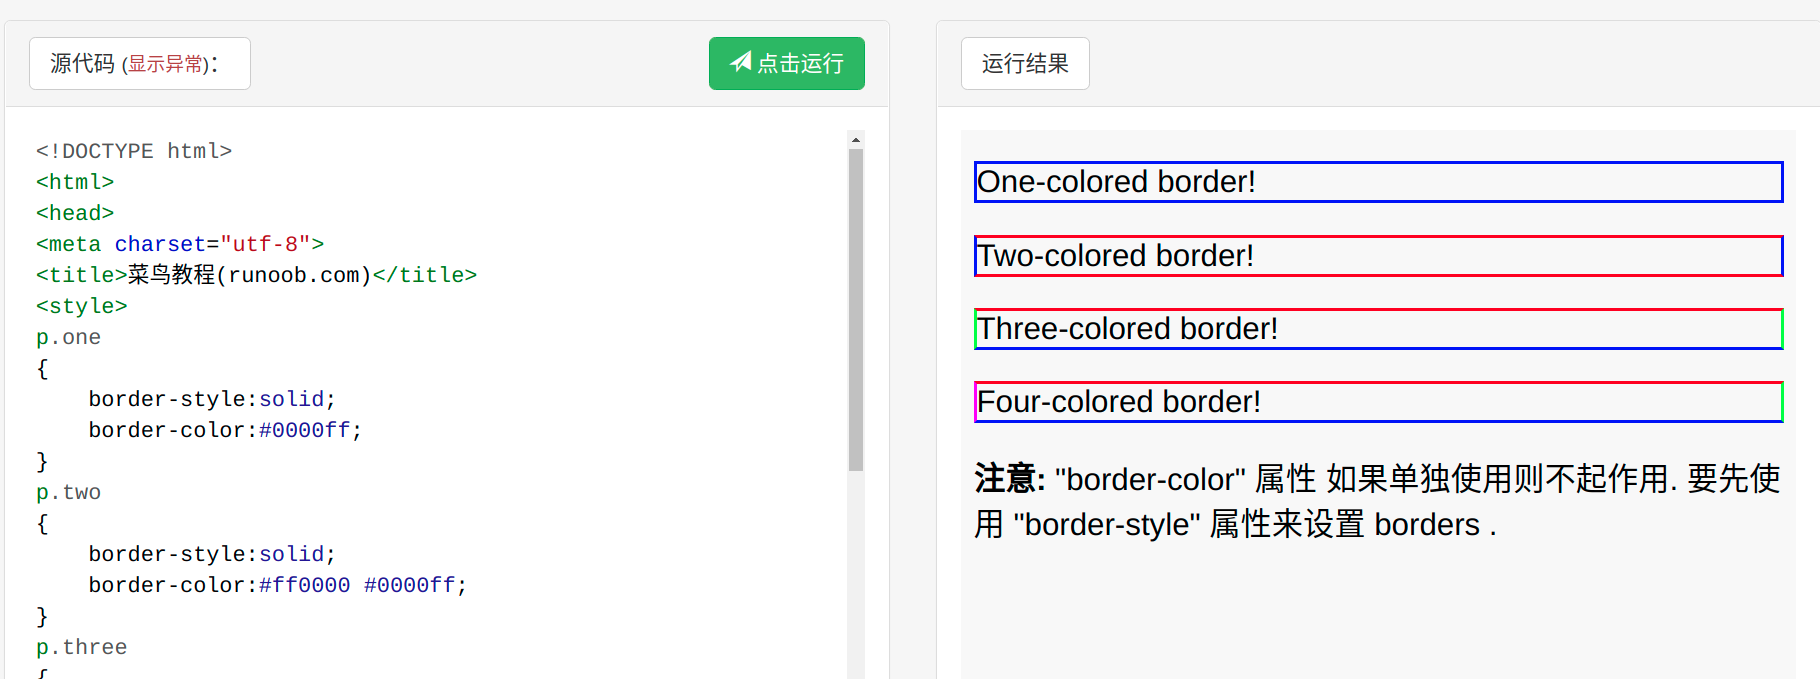 源代码 (显示异常)：
点击运行
<!DOCTYPE html>
<html>
<head>
<meta charset="utf-8">
<title>菜鸟教程(runoob.com)</title>
<style>
p.one
{
    border-style:solid;
    border-color:#0000ff;
}
p.two
{
    border-style:solid;
    border-color:#ff0000 #0000ff;
}
p.three
{
运行结果
One-colored border!
Two-colored border!
Three-colored border!
Four-colored border!
注意: "border-color" 属性 如果单独使用则不起作用. 要先使
用 "border-style" 属性来设置 borders .